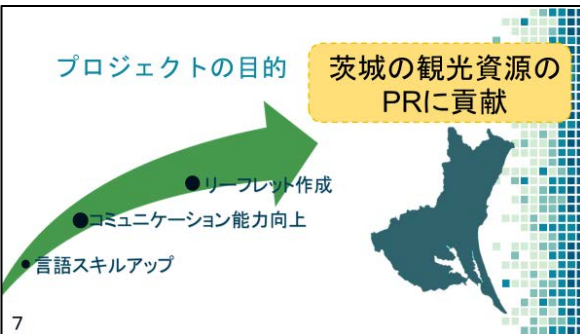 プロジェクトの目的
茨城の観光資源の
PRに貢献
リーフレット作成
コミュニケーション能力向上
言語スキルアップ
7